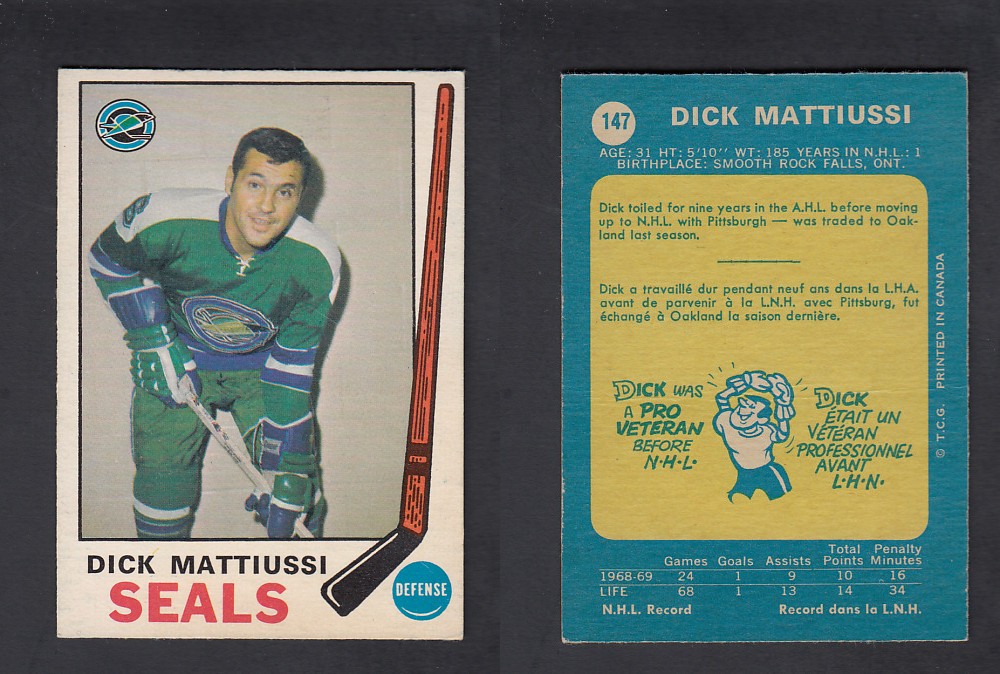 DICK MATTIUSSI
SEALS
DEFENSE
147
DICK MATTIUSSI
AGE: 31 HT: 5'10'' WT: 185 YEARS IN N.H.L.: 1
BIRTHPLACE: SMOOTH ROCK FALLS, ONT.
Dick toiled for nine years in the A.H.L. before moving
up to N.H.L. with Pittsburgh — was traded to Oak-
land last season.
Dick a travaillé dur pendant neuf ans dans la L.H.A.
avant de parvenir à la L.N.H. avec Pittsburg, fut
échangé à Oakland la saison dernière.
DICK WAS
A PRO
VETERAN
BEFORE
N·H·L·
DICK
ÉTAIT UN
VÉTÉRAN
PROFESSIONNEL
AVANT
L·H·N·
© T.C.G. PRINTED IN CANADA
Games Goals Assists Total Points Penalty Minutes
1968-69 24 1 9 10 16
LIFE 68 1 13 14 34
N.H.L. Record Record dans la L.N.H.